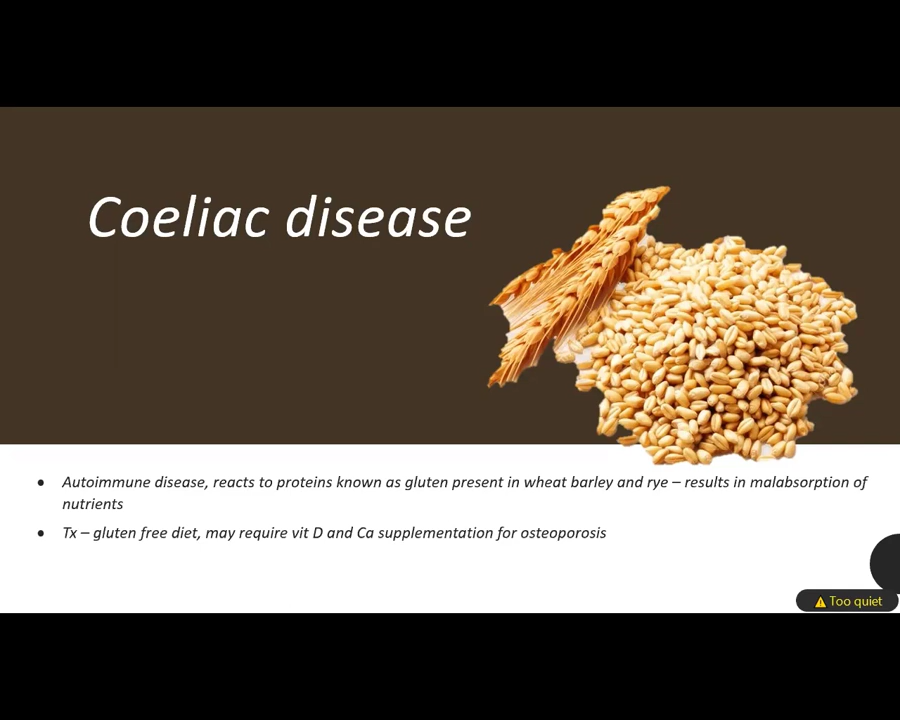 Coeliac disease
• Autoimmune disease, reacts to proteins known as gluten present in wheat barley and rye – results in malabsorption of
nutrients
• Tx – gluten free diet, may require vit D and Ca supplementation for osteoporosis
Too quiet